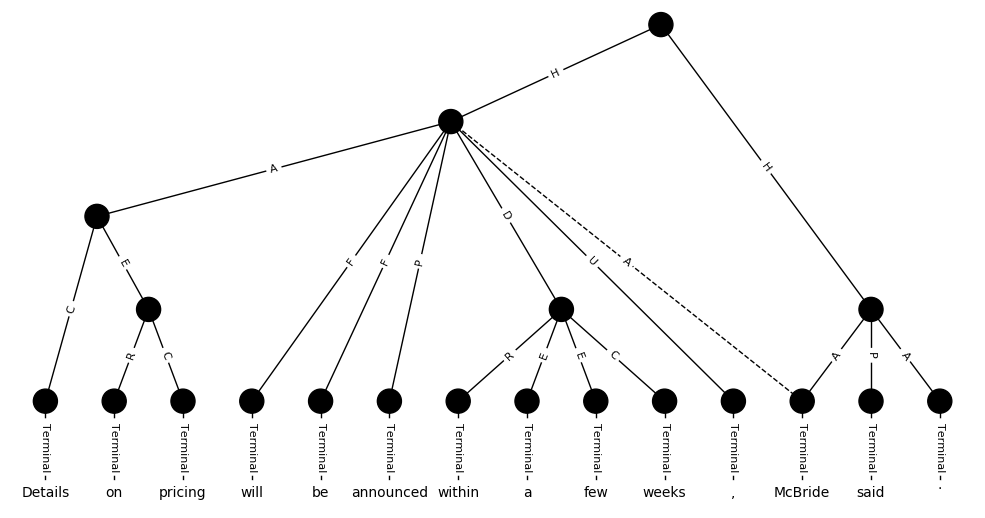 H
A H
D
F F P U A
C E
R C R E E C A P A
Terminal Terminal Terminal Terminal Terminal Terminal Terminal Terminal Terminal Terminal Terminal Terminal Terminal Terminal
Details on pricing will be announced within a few weeks , McBride said .